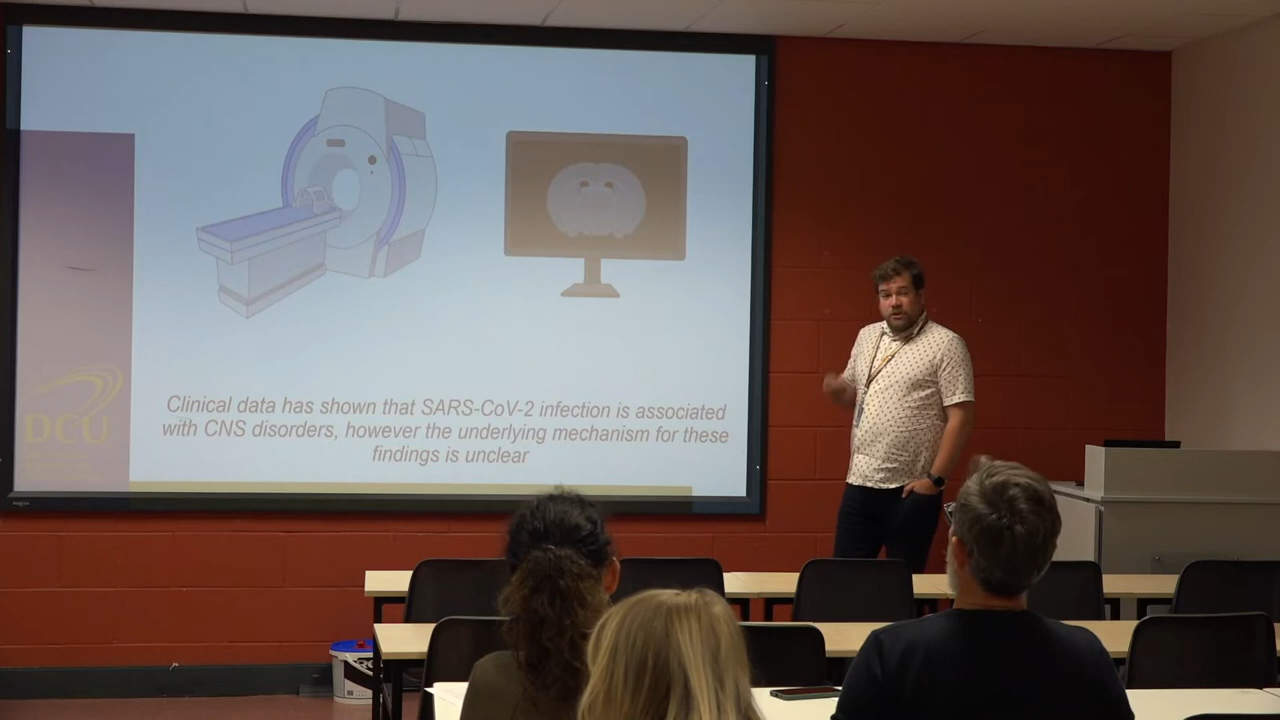 Clinical data has shown that SARS-CoV-2 infection is associated
with CNS disorders, however the underlying mechanism for these
findings is unclear
DCU